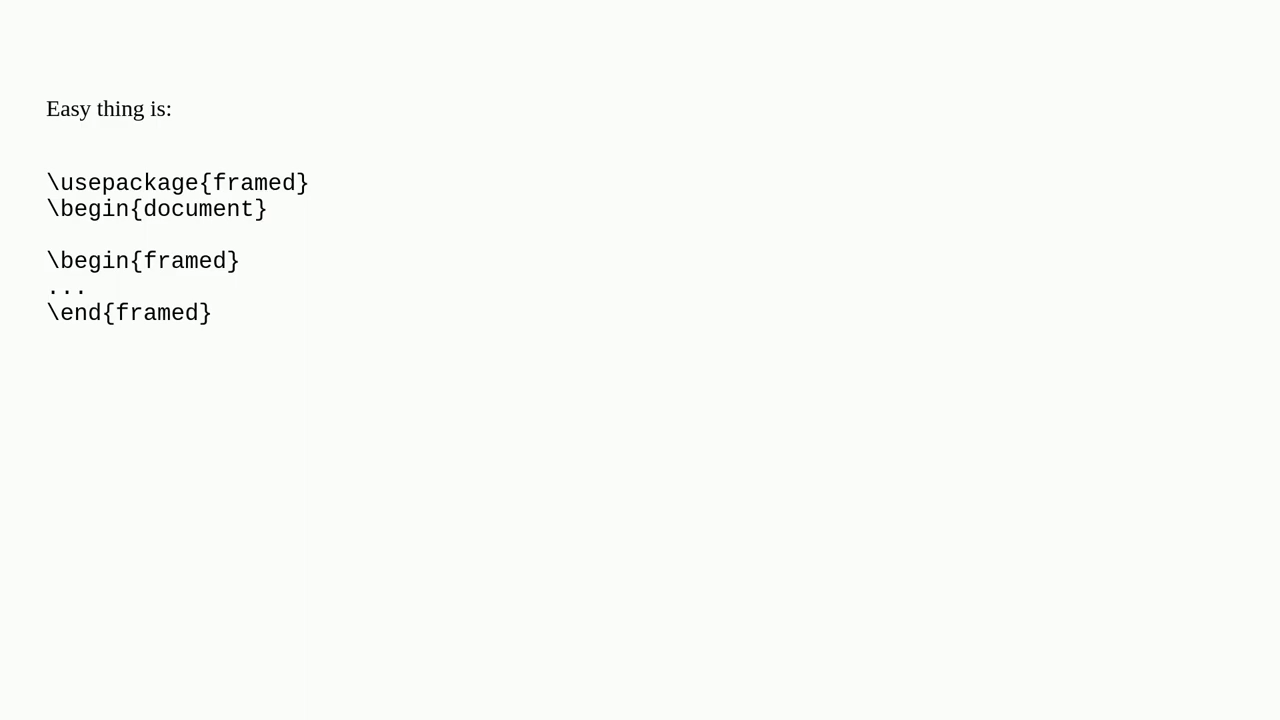 Easy thing is:
\usepackage{framed}
\begin{document}
\begin{framed}
...
\end{framed}